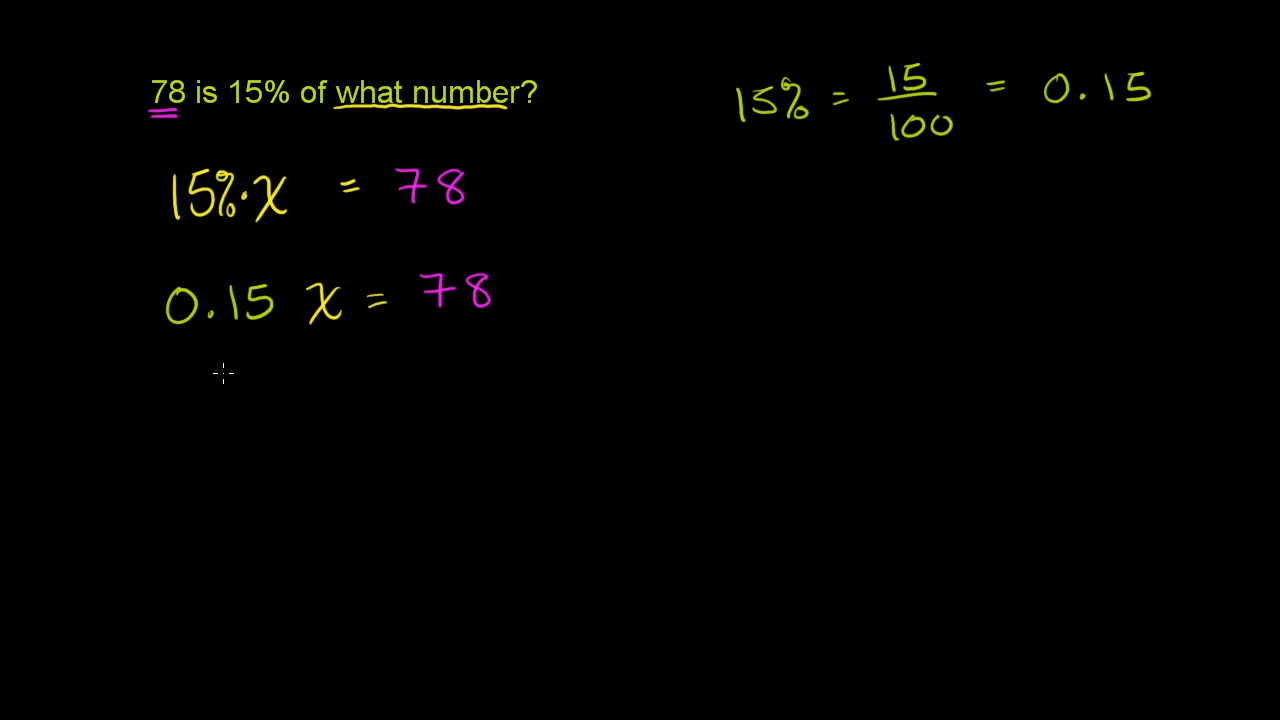 78 is 15% of what number?
15% = 15/100 = 0.15
15%·x = 78
0.15 x = 78